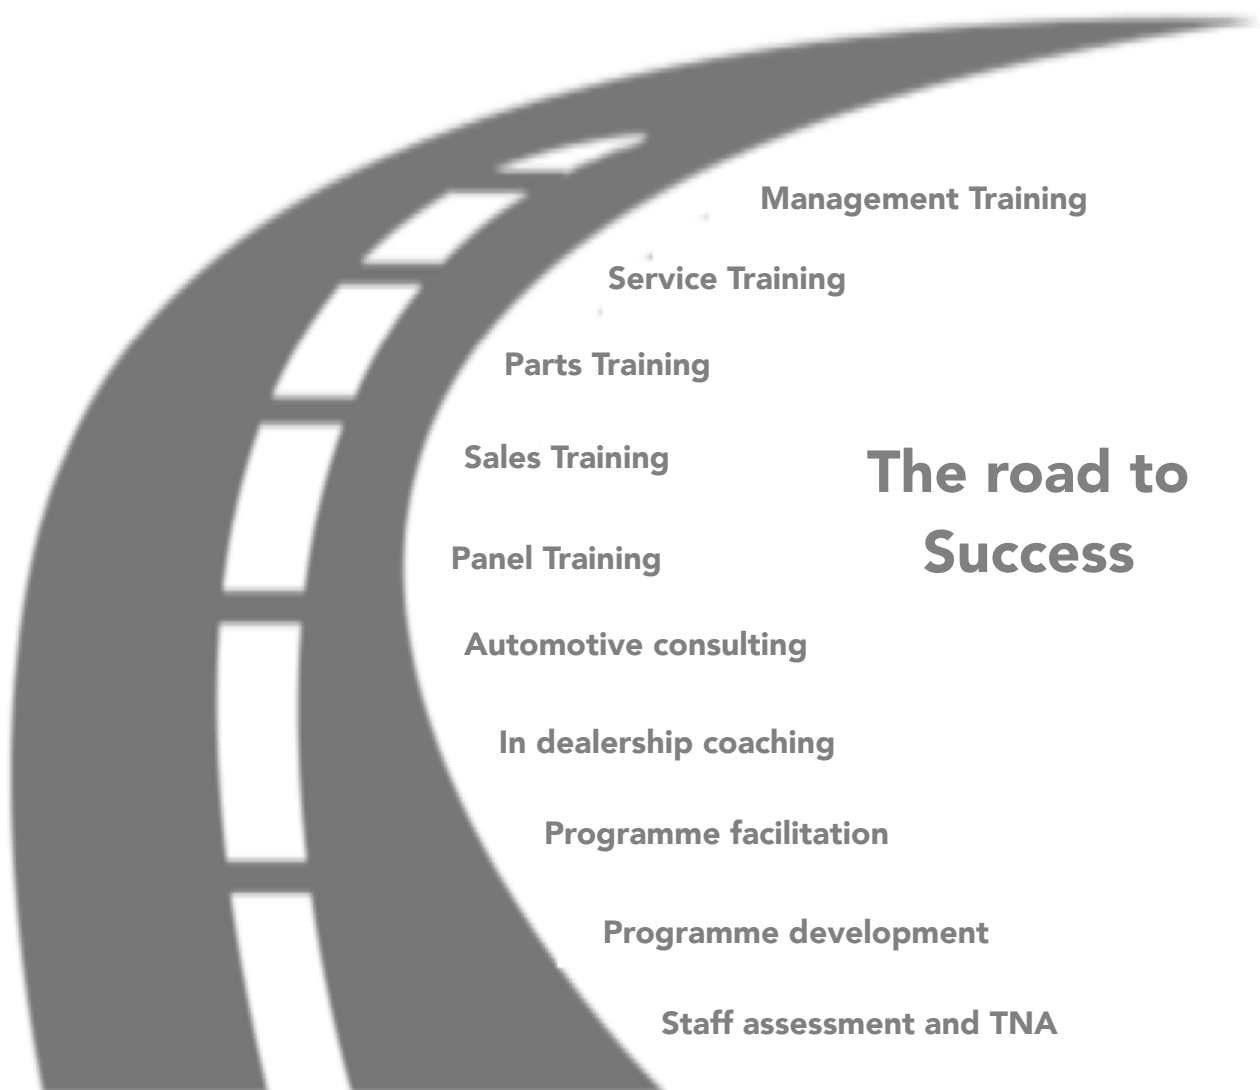 Management Training
Service Training
Parts Training
Sales Training
The road to
Success
Panel Training
Automotive consulting
In dealership coaching
Programme facilitation
Programme development
Staff assessment and TNA